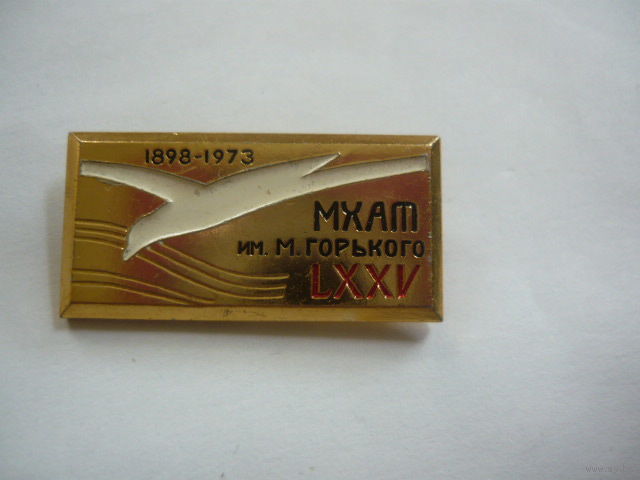 1898-1973
МХАТ
ИМ. М. ГОРЬКОГО
LXXV